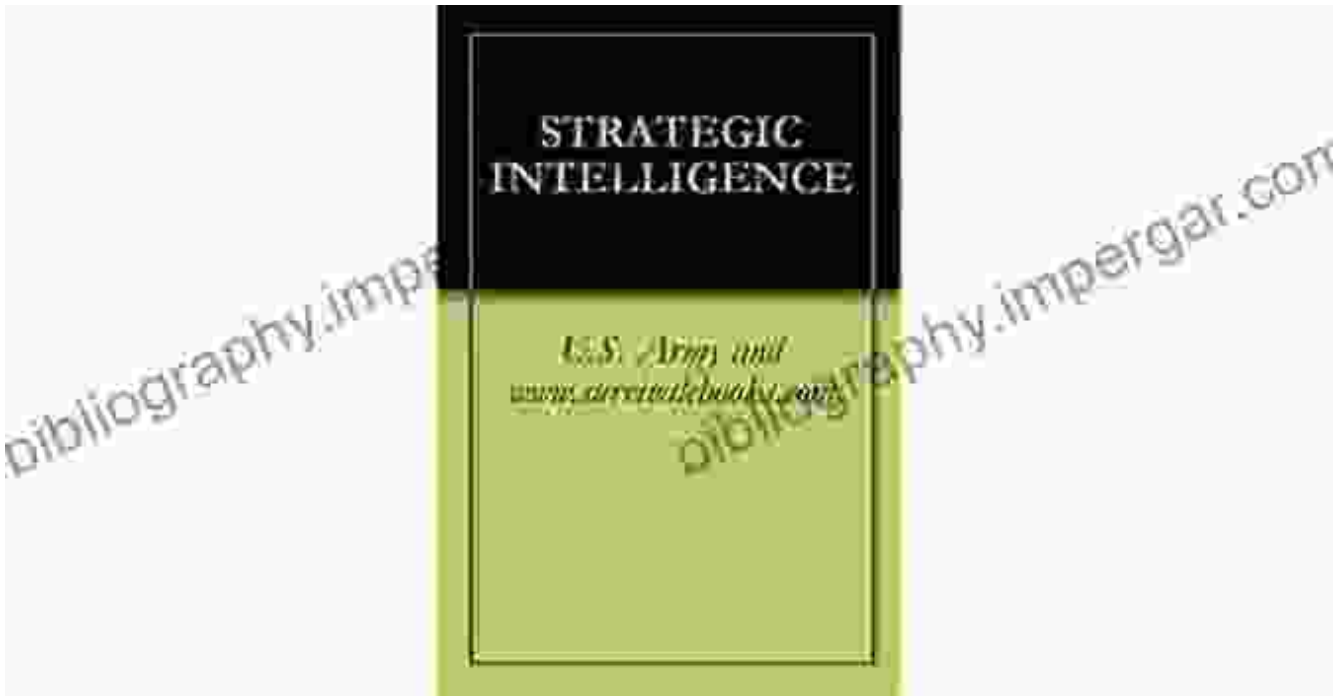 STRATEGIC
INTELLIGENCE
U.S. Army and
bibliography.impe
bibliography.impergar.com